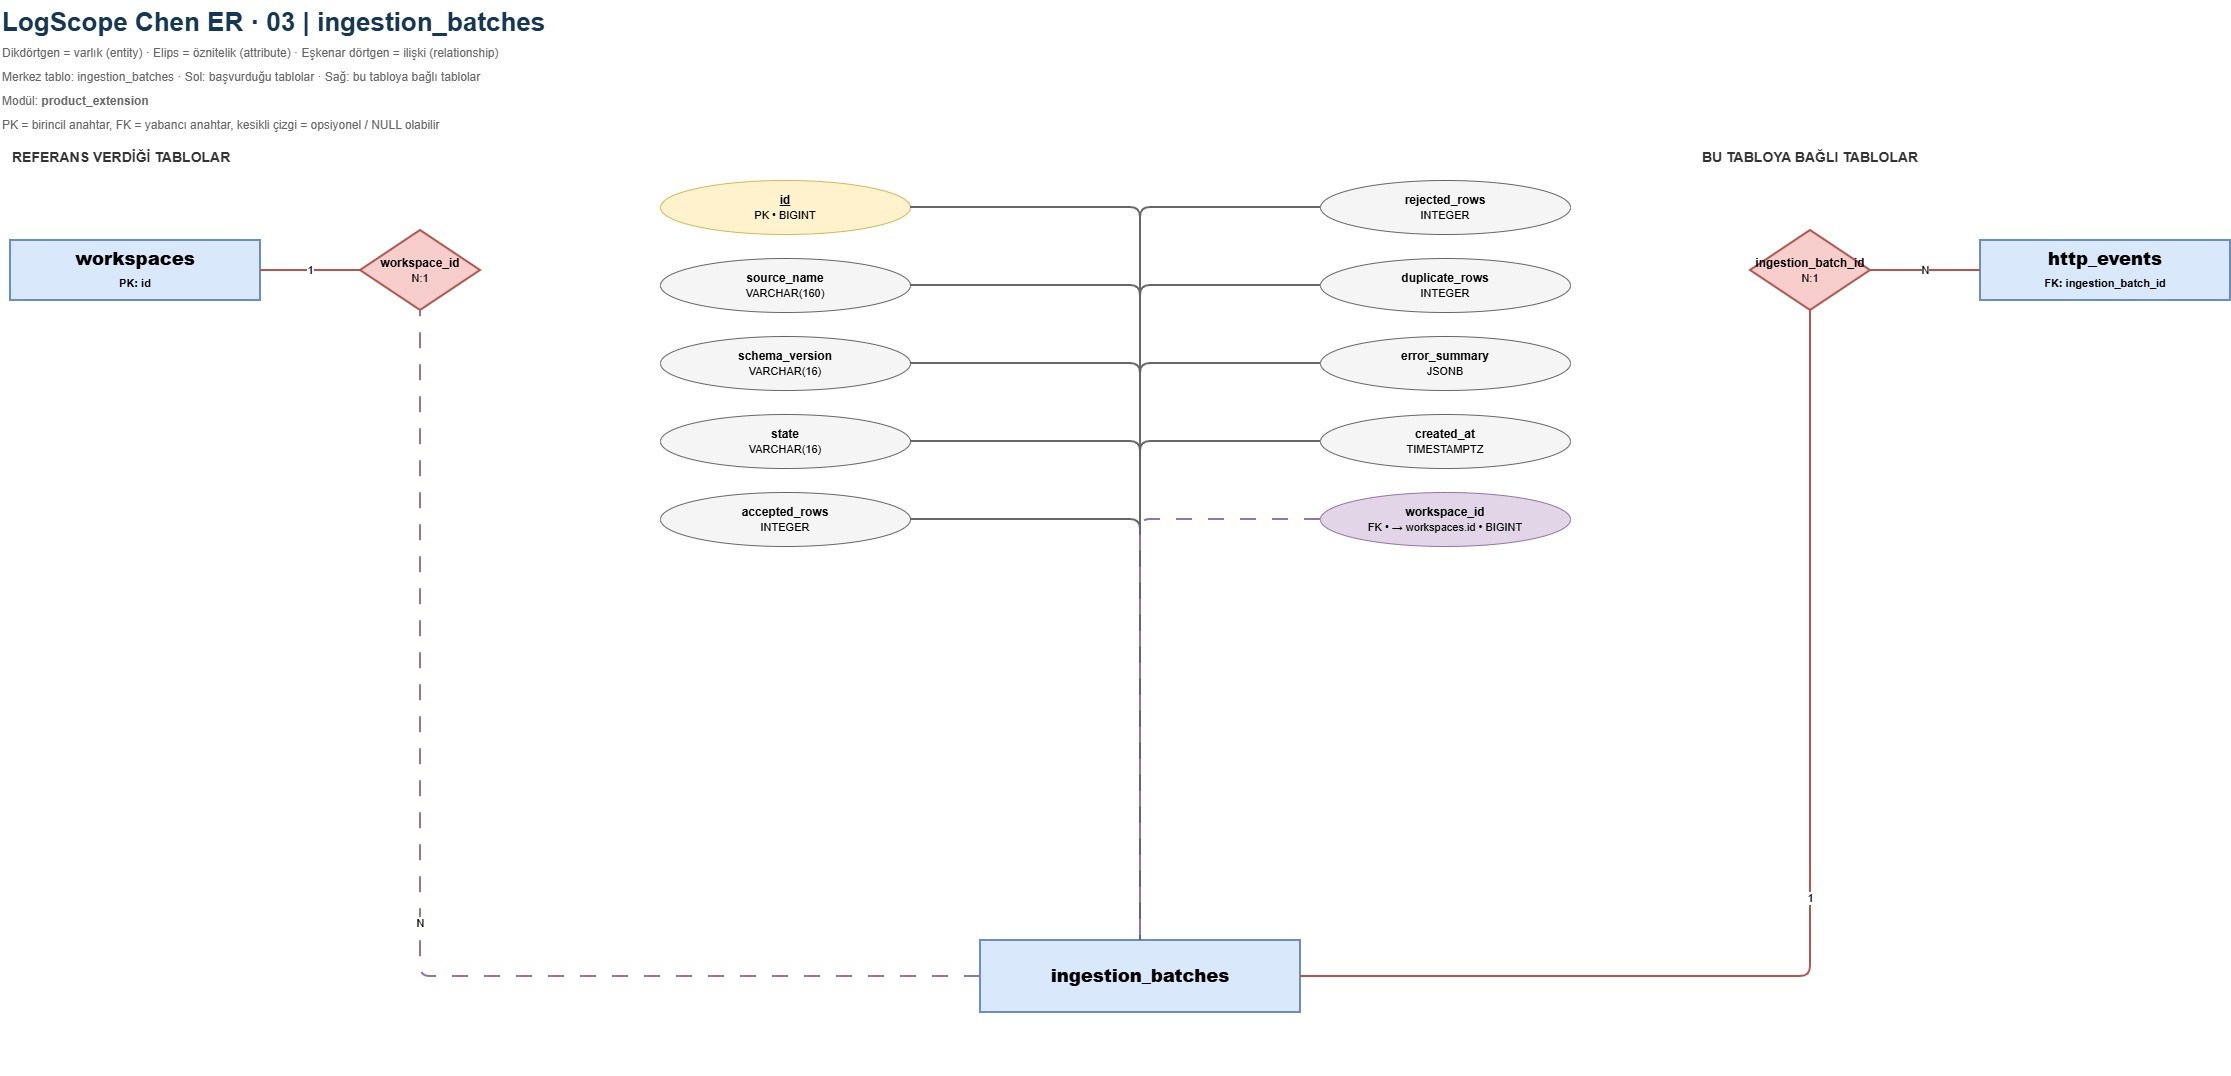 LogScope Chen ER · 03 | ingestion_batches
Dikdörtgen = varlık (entity) · Elips = öznitelik (attribute) · Eşkenar dörtgen = ilişki (relationship)
Merkez tablo: ingestion_batches · Sol: başvurduğu tablolar · Sağ: bu tabloya bağlı tablolar
Modül: product_extension
PK = birincil anahtar, FK = yabancı anahtar, kesikli çizgi = opsiyonel / NULL olabilir
REFERANS VERDİĞİ TABLOLAR
BU TABLOYA BAĞLI TABLOLAR
workspaces
PK: id
1
workspace_id
N:1
N
id
PK • BIGINT
source_name
VARCHAR(160)
schema_version
VARCHAR(16)
state
VARCHAR(16)
accepted_rows
INTEGER
rejected_rows
INTEGER
duplicate_rows
INTEGER
error_summary
JSONB
created_at
TIMESTAMPTZ
workspace_id
FK • → workspaces.id • BIGINT
ingestion_batch_id
N:1
N
http_events
FK: ingestion_batch_id
1
ingestion_batches